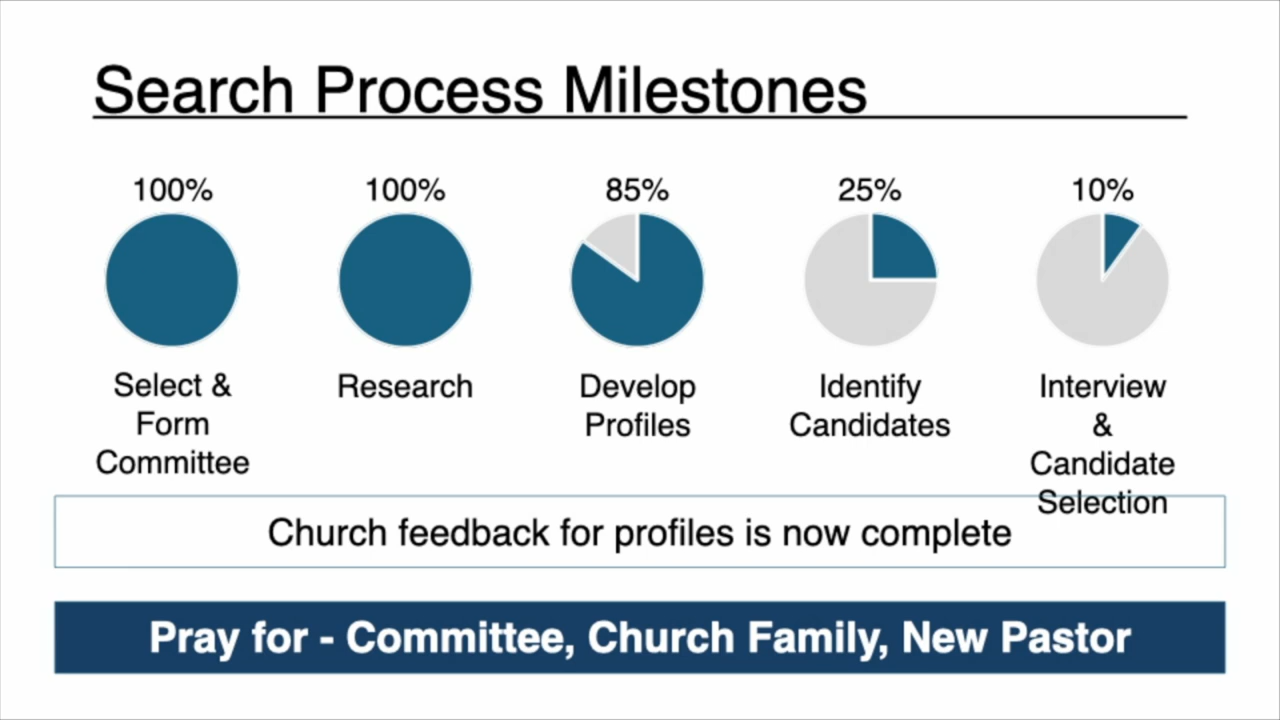 Search Process Milestones
100%
100%
85%
25%
10%
Select &
Form
Committee
Research
Develop
Profiles
Identify
Candidates
Interview
&
Candidate
Selection
Church feedback for profiles is now complete
Pray for - Committee, Church Family, New Pastor